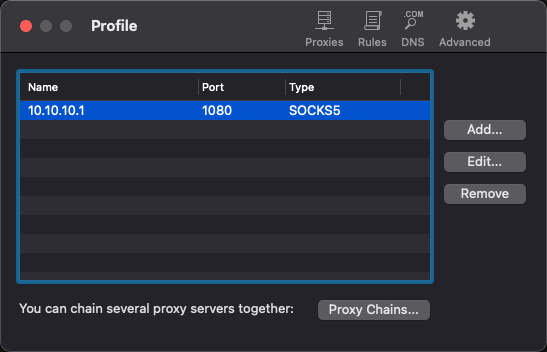 Profile
.COM
Proxies Rules DNS Advanced
Name Port Type
10.10.10.1 1080 SOCKS5
Add...
Edit...
Remove
You can chain several proxy servers together: Proxy Chains...